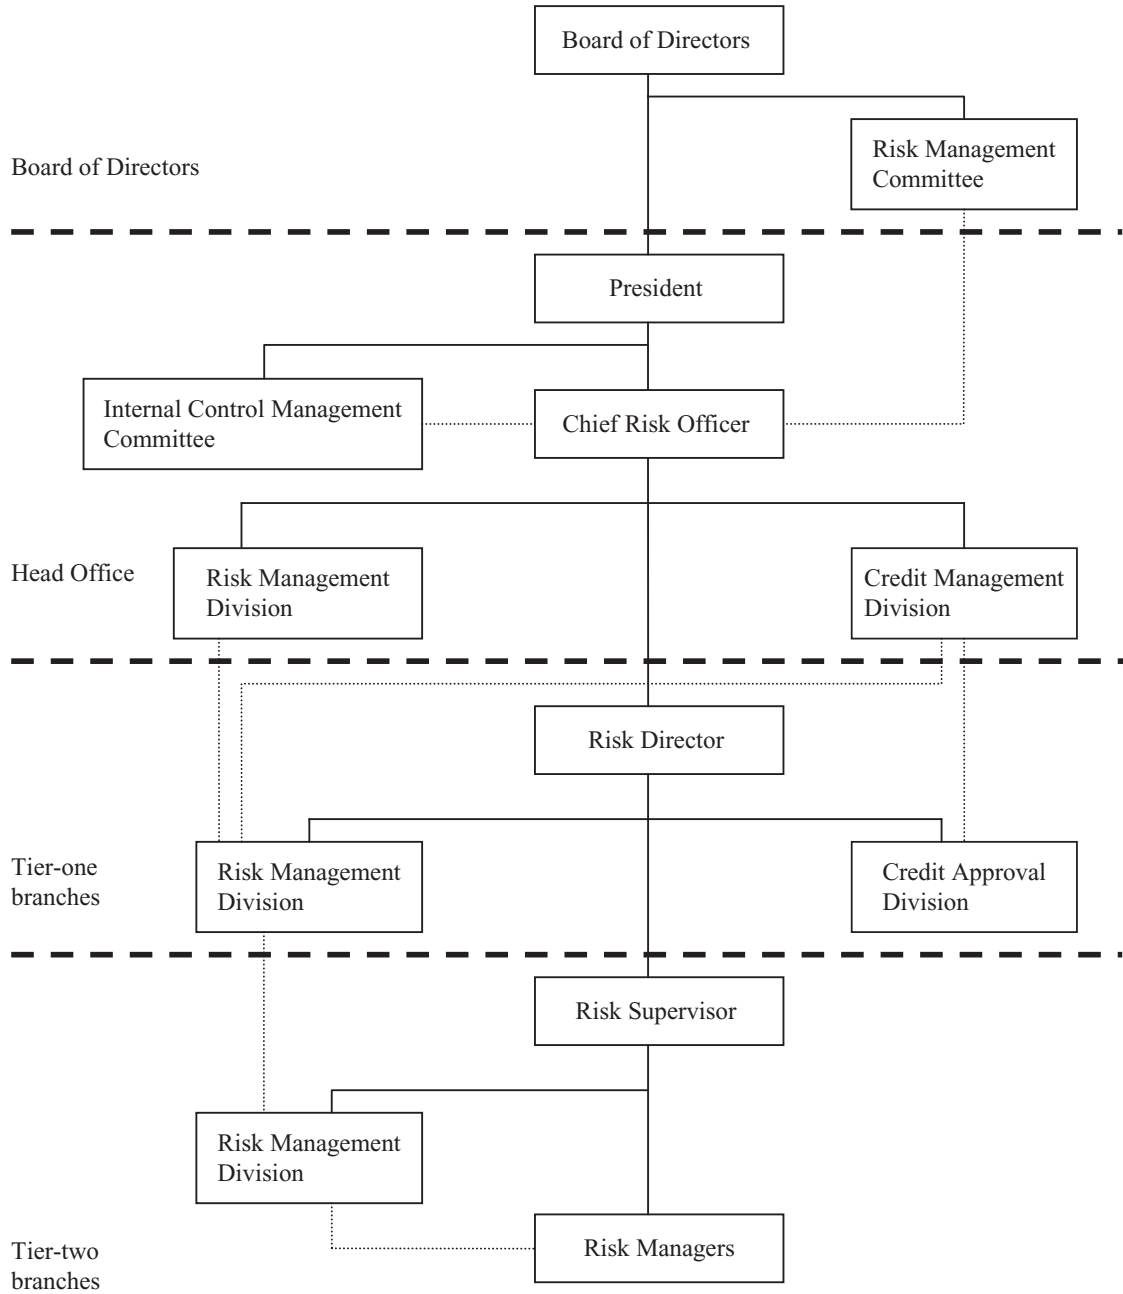 Board of Directors
Risk Management
Committee
Board of Directors
President
Internal Control Management
Committee
Chief Risk Officer
Head Office
Risk Management
Division
Credit Management
Division
Risk Director
Tier-one
branches
Risk Management
Division
Credit Approval
Division
Risk Supervisor
Risk Management
Division
Risk Managers
Tier-two
branches